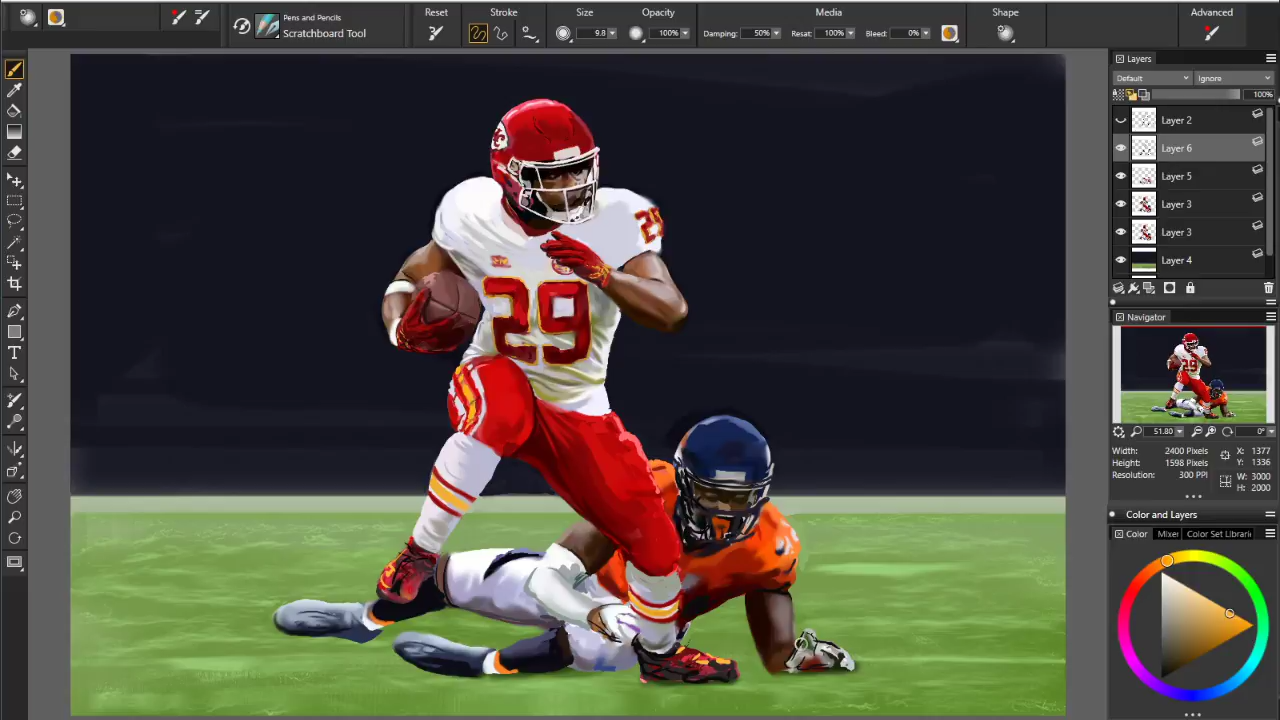 Pens and Pencils
Scratchboard Tool
Reset
Stroke
Size
9.8
Opacity
100%
Media
Damping: 50%
Resat: 100%
Bleed: 0%
Shape
Advanced
Layers
Default
Ignore
100%
Layer 2
Layer 6
Layer 5
Layer 3
Layer 3
Layer 4
Navigator
51.80
0°
Width: 2400 Pixels
Height: 1598 Pixels
Resolution: 300 PPI
X: 1377
Y: 1336
W: 3000
H: 2000
Color and Layers
Color
Mixer
Color Set Librarie
29
29